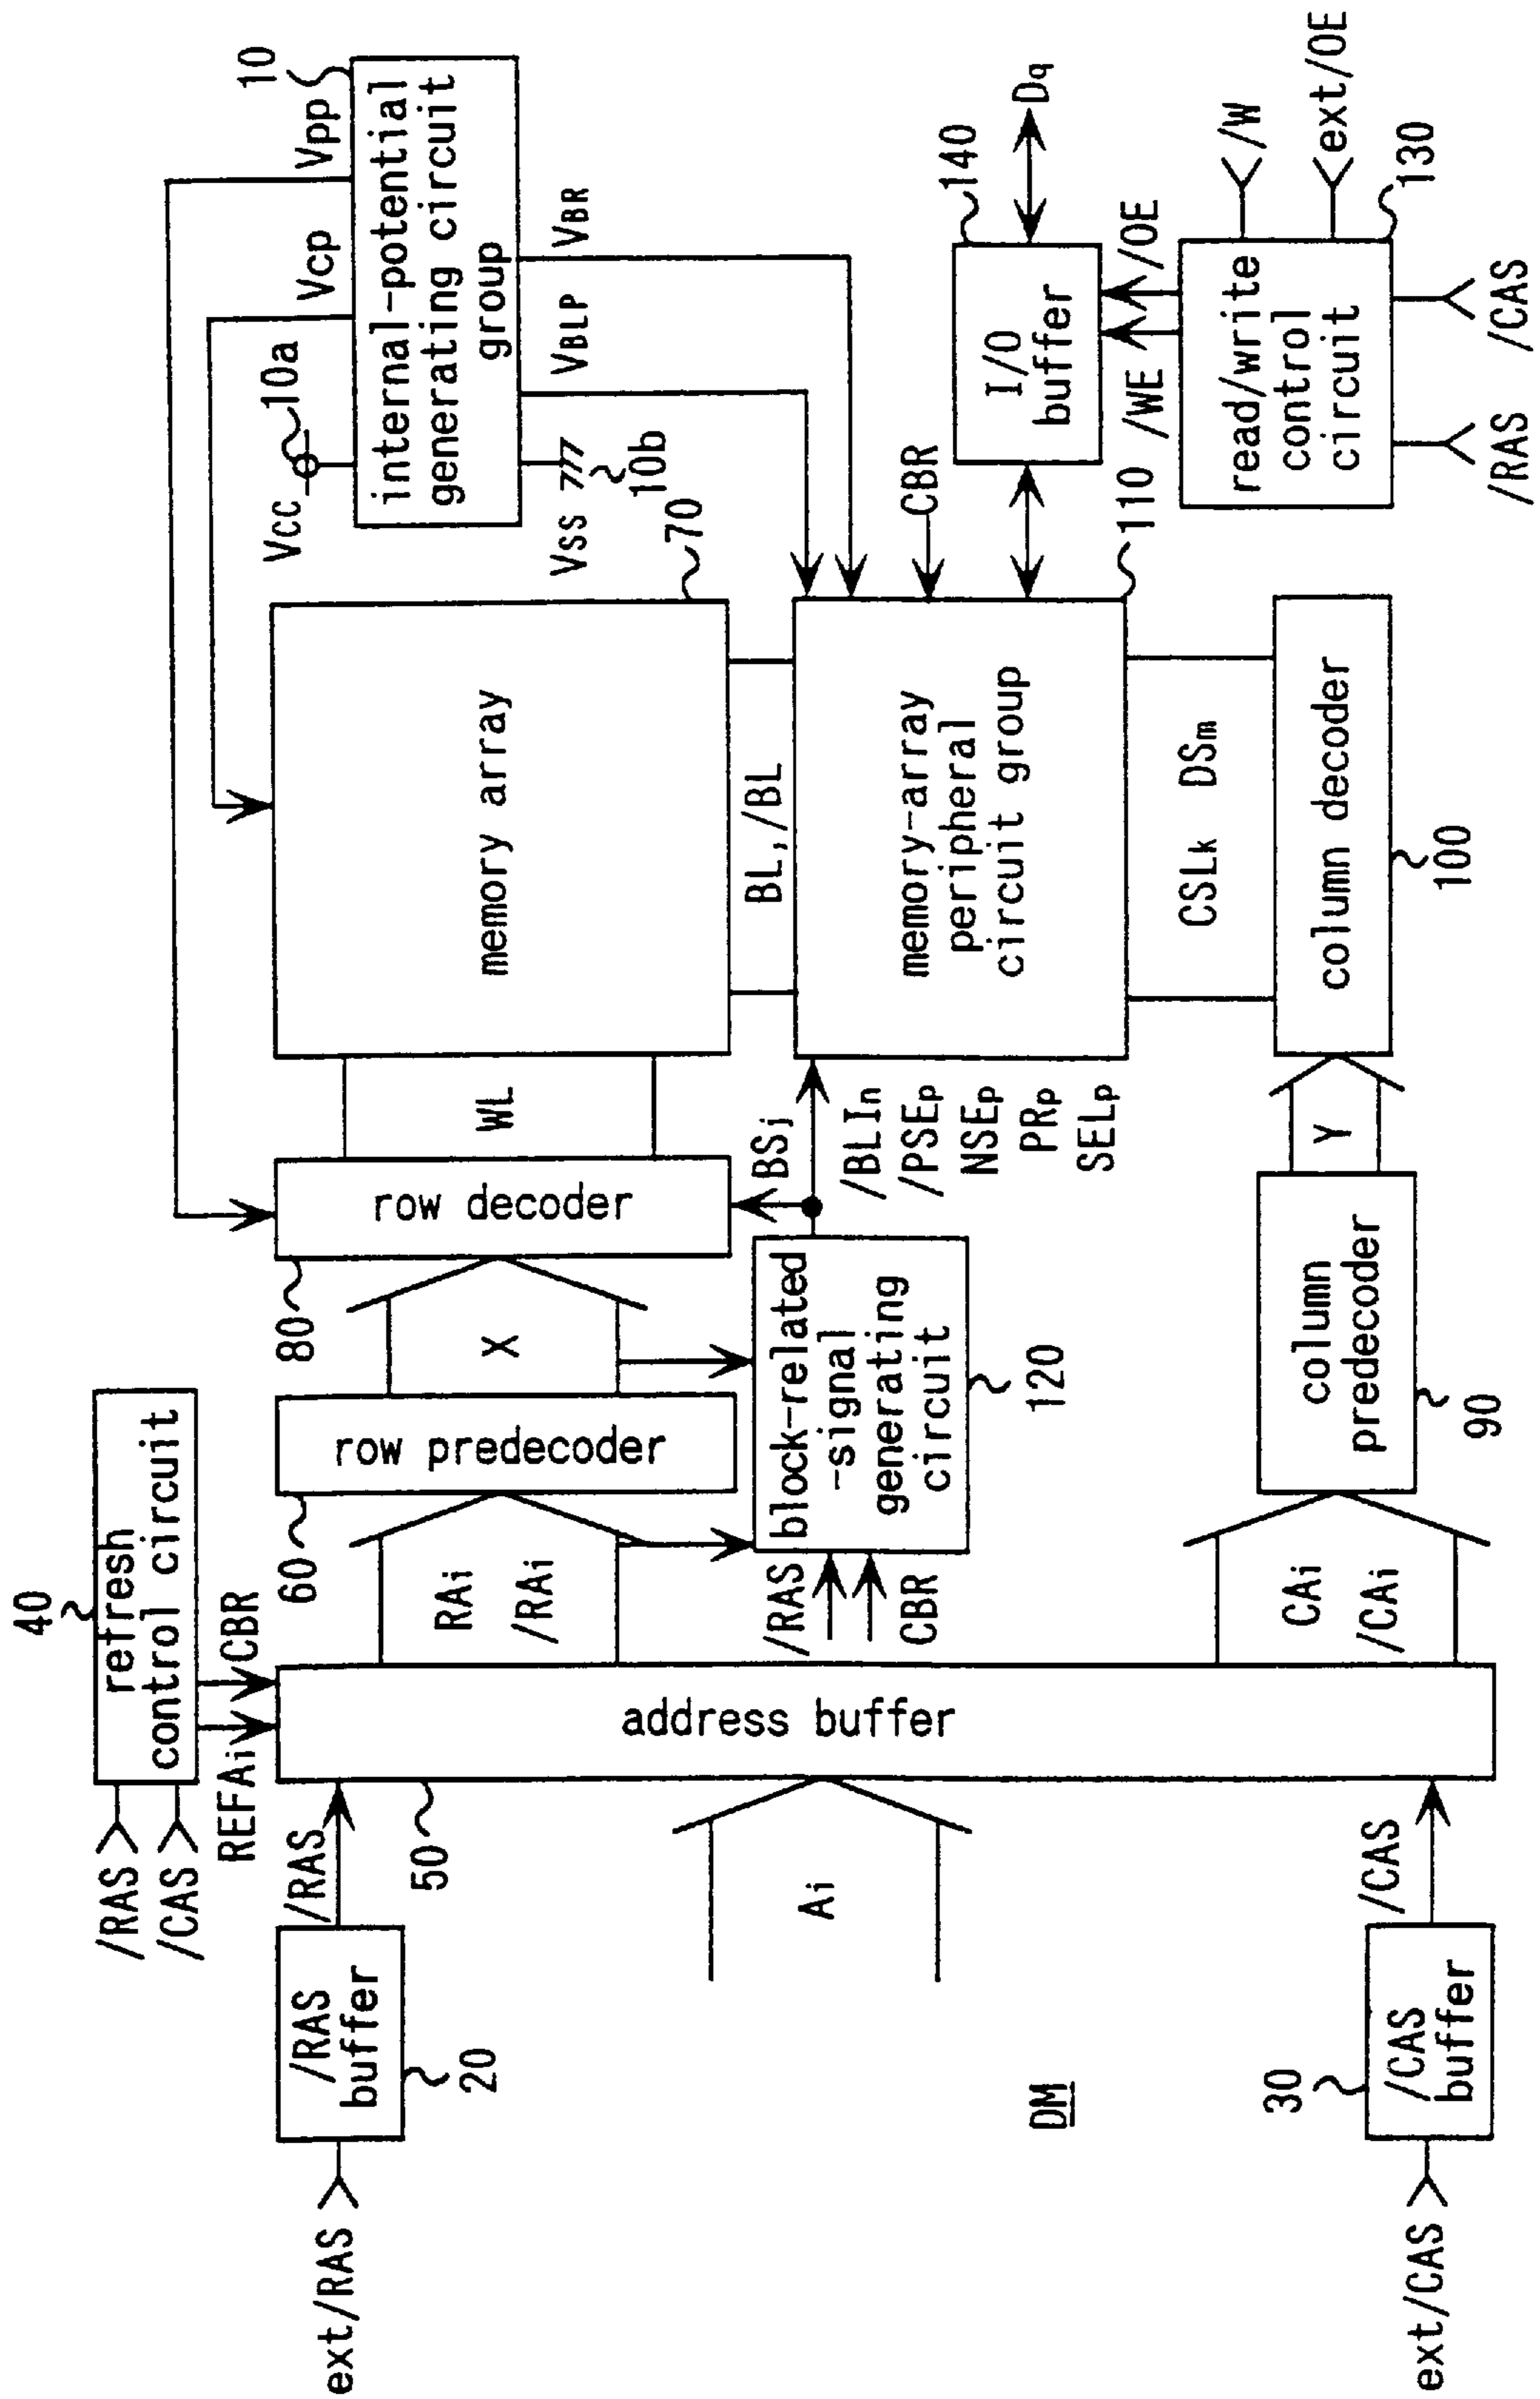 40
refresh
control circuit
/RAS
/CAS
REFAi
CBR
ext/RAS
/RAS
buffer
20
/RAS
50
address buffer
Ai
ext/CAS
/CAS
buffer
30
/CAS
RAi
/RAi
60
row predecoder
X
80
row decoder
WL
memory array
70
Vcp
Vpp
10
internal-potential
generating circuit
group
Vcc
10a
Vss
10b
VBLP
VBR
/RAS
CBR
block-related
-signal
generating
circuit
120
BSj
/BLIn
/PSEp
NSEp
PRp
SELp
BL,/BL
memory-array
peripheral
circuit group
110
CBR
I/O
buffer
140
Dq
/WE
/OE
read/write
control
circuit
130
/W
ext/OE
/RAS
/CAS
CSLk
DSm
CAi
/CAi
column
predecoder
90
Y
column decoder
100
DM